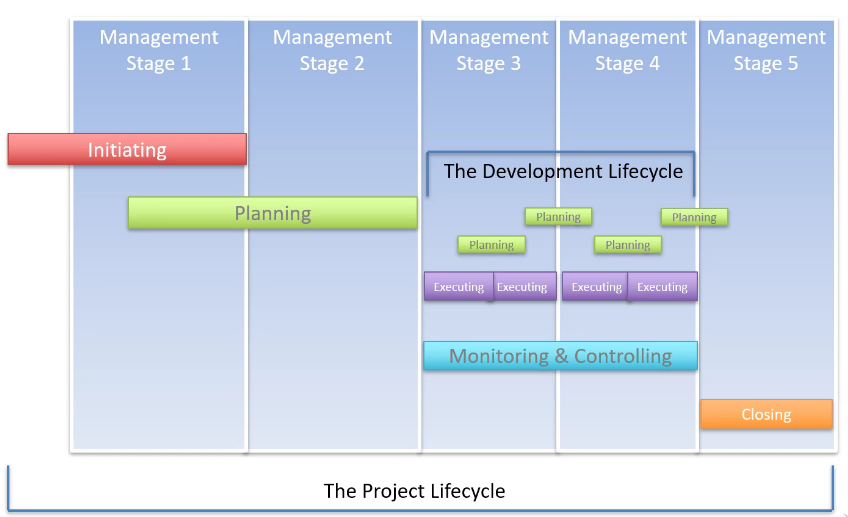 Management
Stage 1
Management
Stage 2
Management
Stage 3
Management
Stage 4
Management
Stage 5
Initiating
The Development Lifecycle
Planning
Planning
Planning
Planning
Planning
Executing
Executing
Executing
Executing
Monitoring & Controlling
Closing
The Project Lifecycle